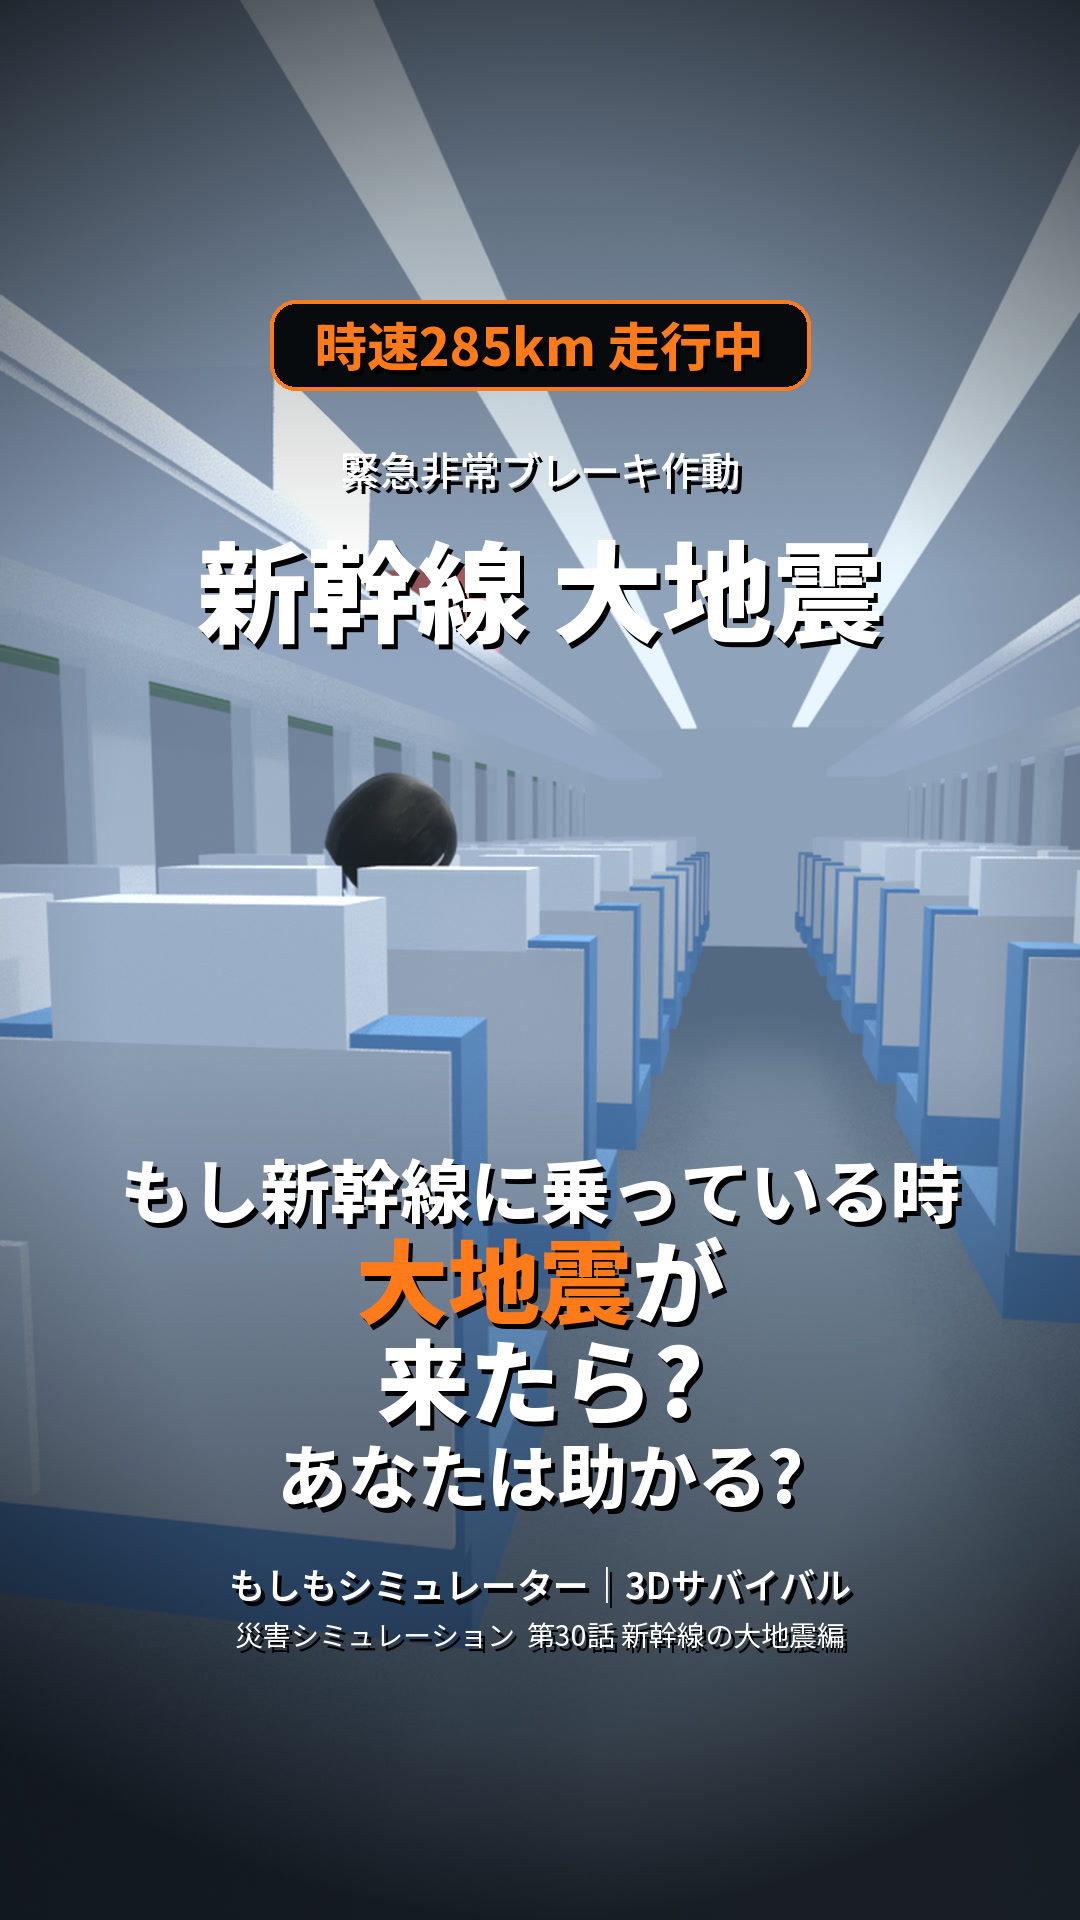 時速285km 走行中
緊急非常ブレーキ作動
新幹線 大地震
もし新幹線に乗っている時
大地震が
来たら?
あなたは助かる?
もしもシミュレーター｜3Dサバイバル
災害シミュレーション 第30話 新幹線の大地震編